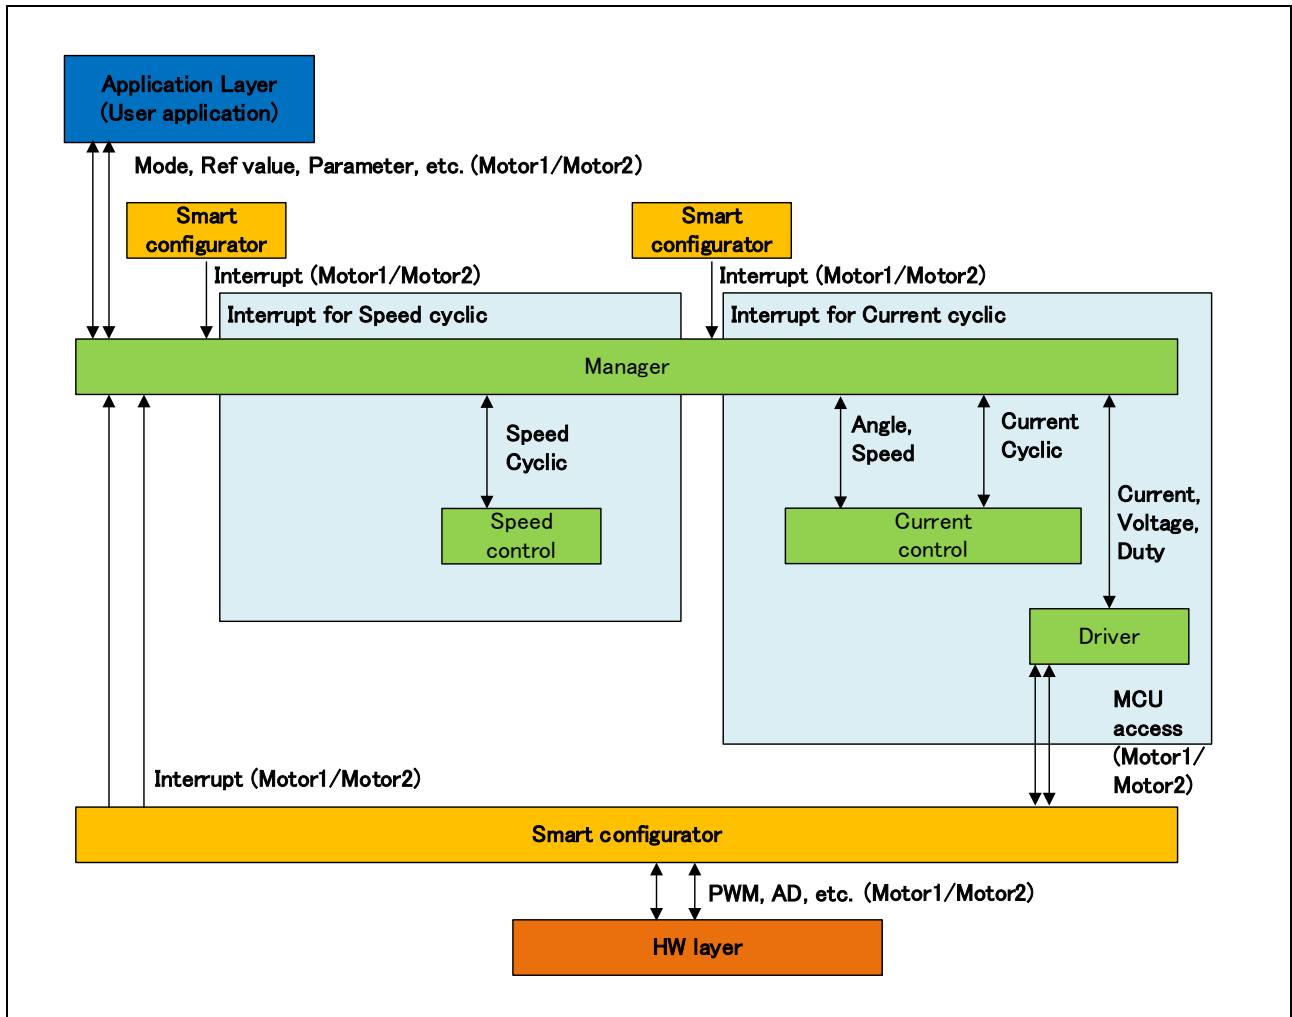 Application Layer
(User application)
Mode, Ref value, Parameter, etc. (Motor1/Motor2)
Smart
configurator
Smart
configurator
Interrupt (Motor1/Motor2)
Interrupt (Motor1/Motor2)
Interrupt for Speed cyclic
Interrupt for Current cyclic
Manager
Speed
Cyclic
Angle,
Speed
Current
Cyclic
Current,
Voltage,
Duty
Speed
control
Current
control
Driver
MCU
access
(Motor1/
Motor2)
Interrupt (Motor1/Motor2)
Smart configurator
PWM, AD, etc. (Motor1/Motor2)
HW layer